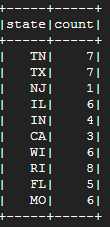 +-----+-----+
|state|count|
+-----+-----+
|   TN|    7|
|   TX|    7|
|   NJ|    1|
|   IL|    6|
|   IN|    4|
|   CA|    3|
|   WI|    6|
|   RI|    8|
|   FL|    5|
|   MO|    6|
+-----+-----+